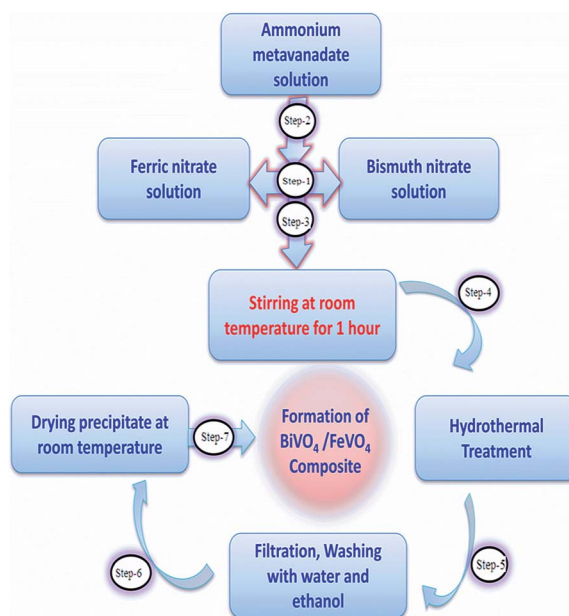 Ammonium
metavanadate
solution
Step-2
Ferric nitrate
solution
Step-1
Bismuth nitrate
solution
Step-3
Stirring at room
temperature for 1 hour
Step-4
Drying precipitate at
room temperature
Step-7
Formation of
BiVO₄ /FeVO₄
Composite
Hydrothermal
Treatment
Step-6
Filtration, Washing
with water and
ethanol
Step-5